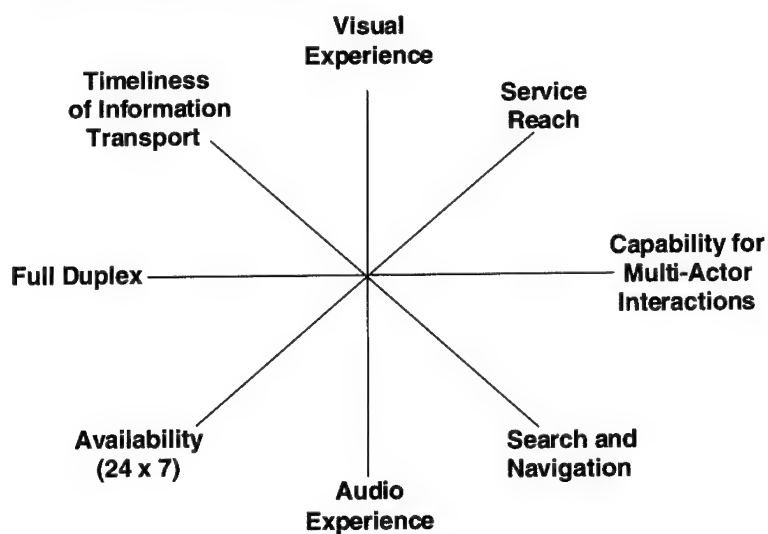 Visual
Experience
Timeliness
of Information
Transport
Service
Reach
Full Duplex
Capability for
Multi-Actor
Interactions
Availability
(24 x 7)
Search and
Navigation
Audio
Experience